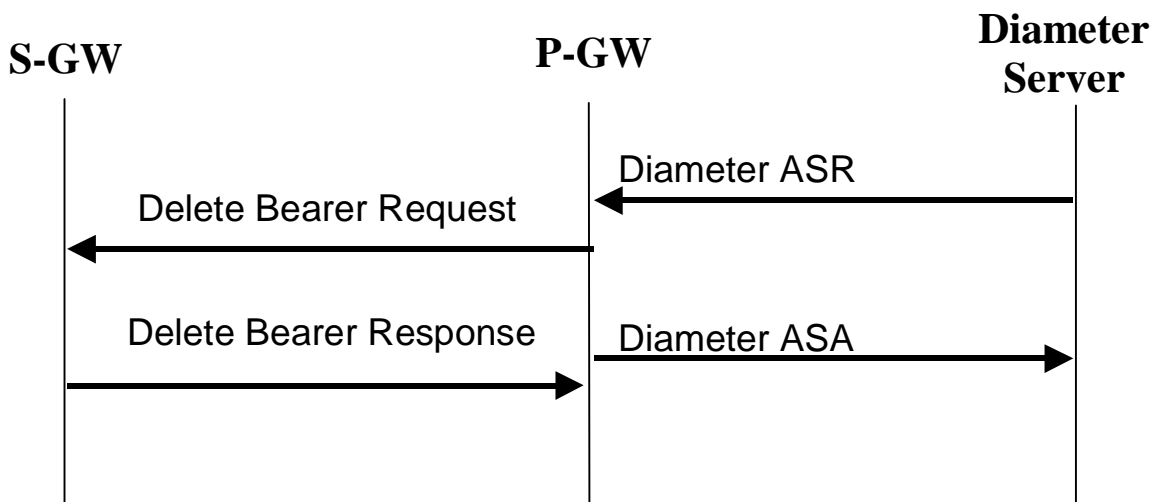 S-GW
P-GW
Diameter
Server
Diameter ASR
Delete Bearer Request
Delete Bearer Response
Diameter ASA